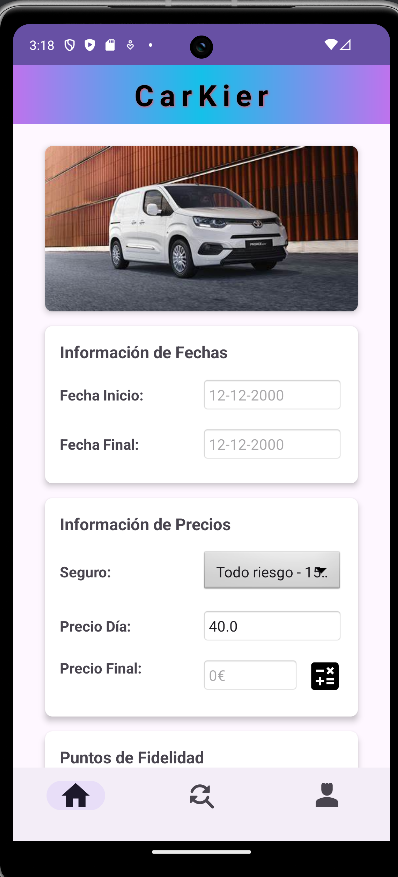 3:18
CarKier
Información de Fechas
Fecha Inicio: 12-12-2000
Fecha Final: 12-12-2000
Información de Precios
Seguro: Todo riesgo - 15..
Precio Día: 40.0
Precio Final: 0€
Puntos de Fidelidad